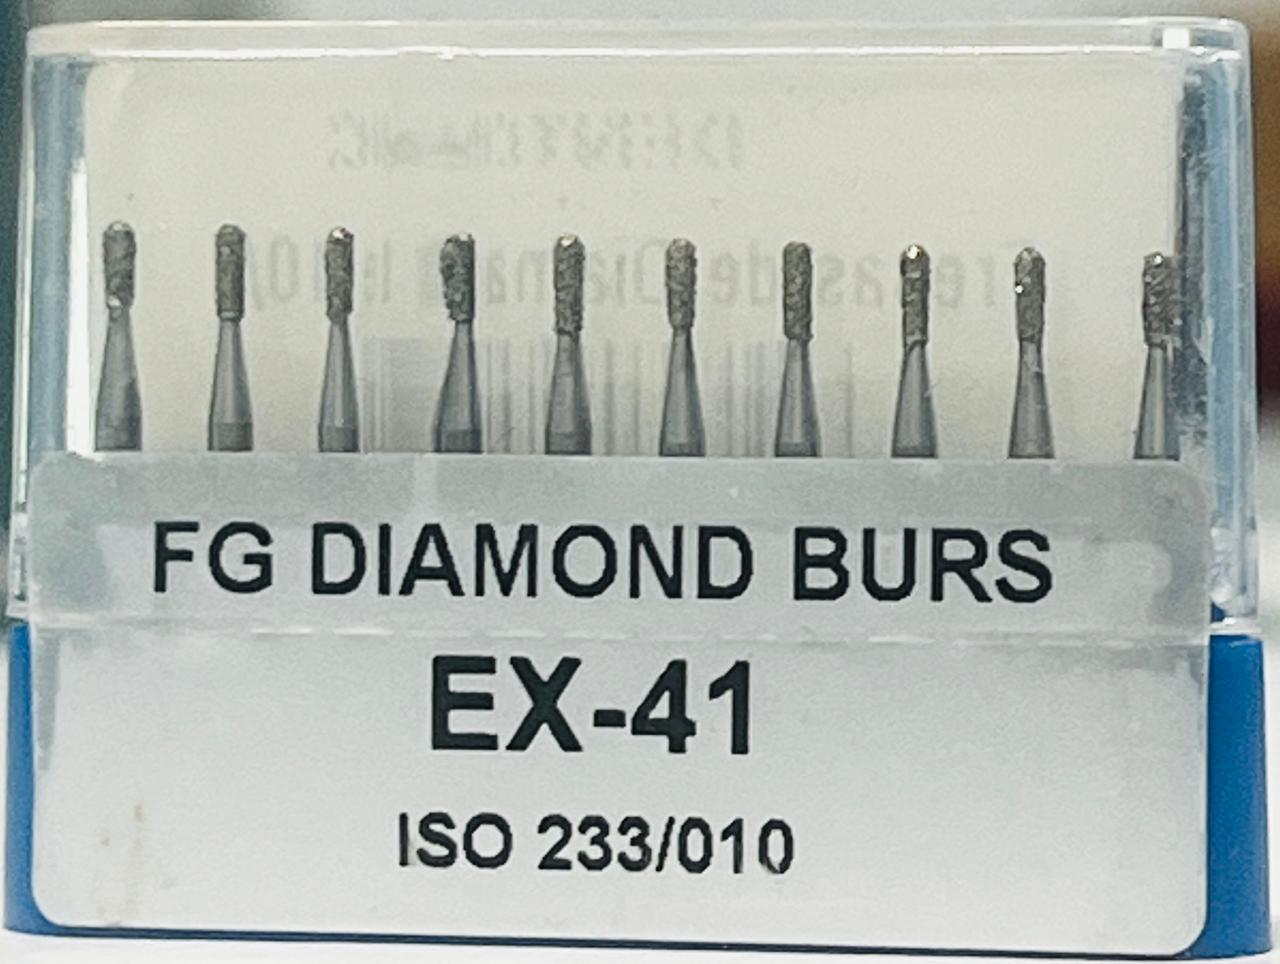 FG DIAMOND BURS
EX-41
ISO 233/010